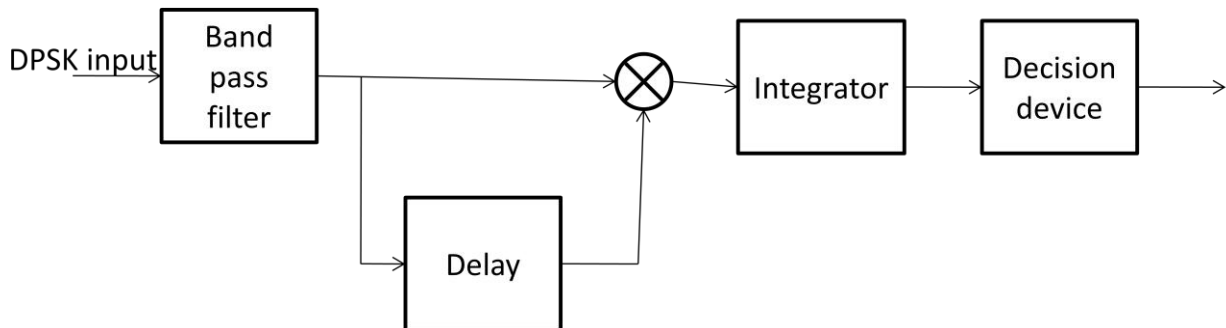 DPSK input
Band
pass
filter
Integrator
Decision
device
Delay